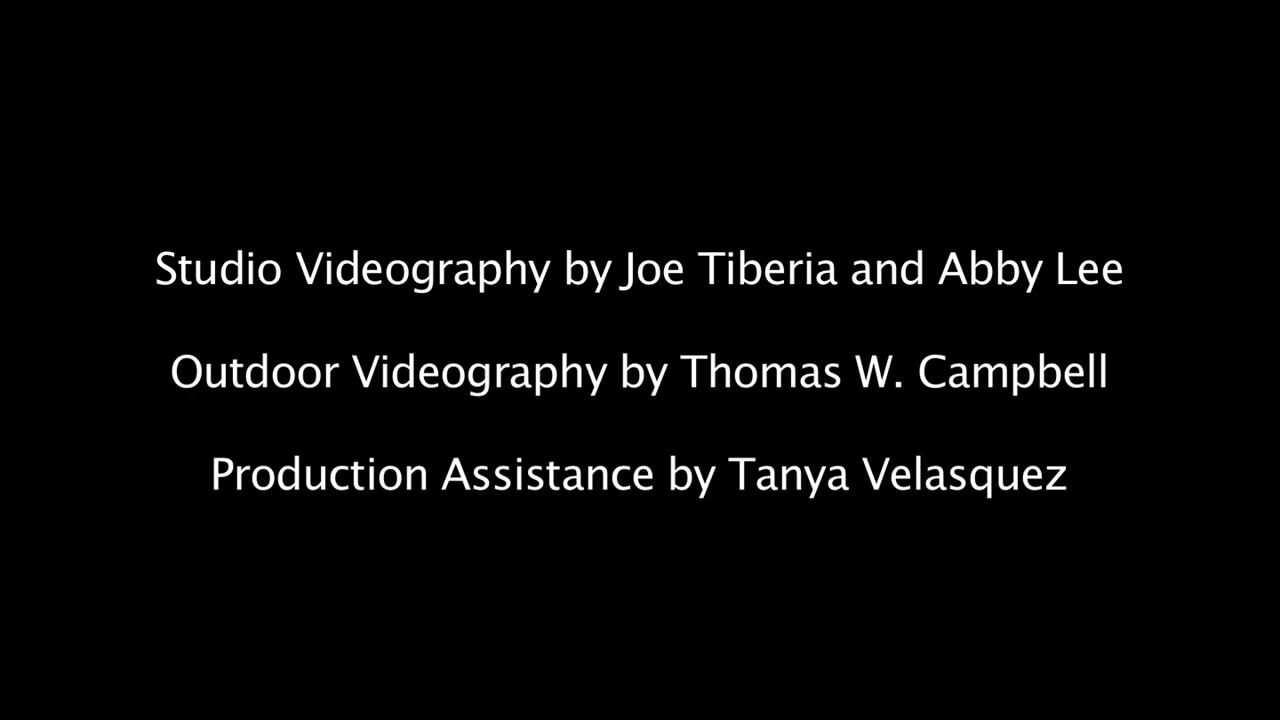 Studio Videography by Joe Tiberia and Abby Lee
Outdoor Videography by Thomas W. Campbell
Production Assistance by Tanya Velasquez